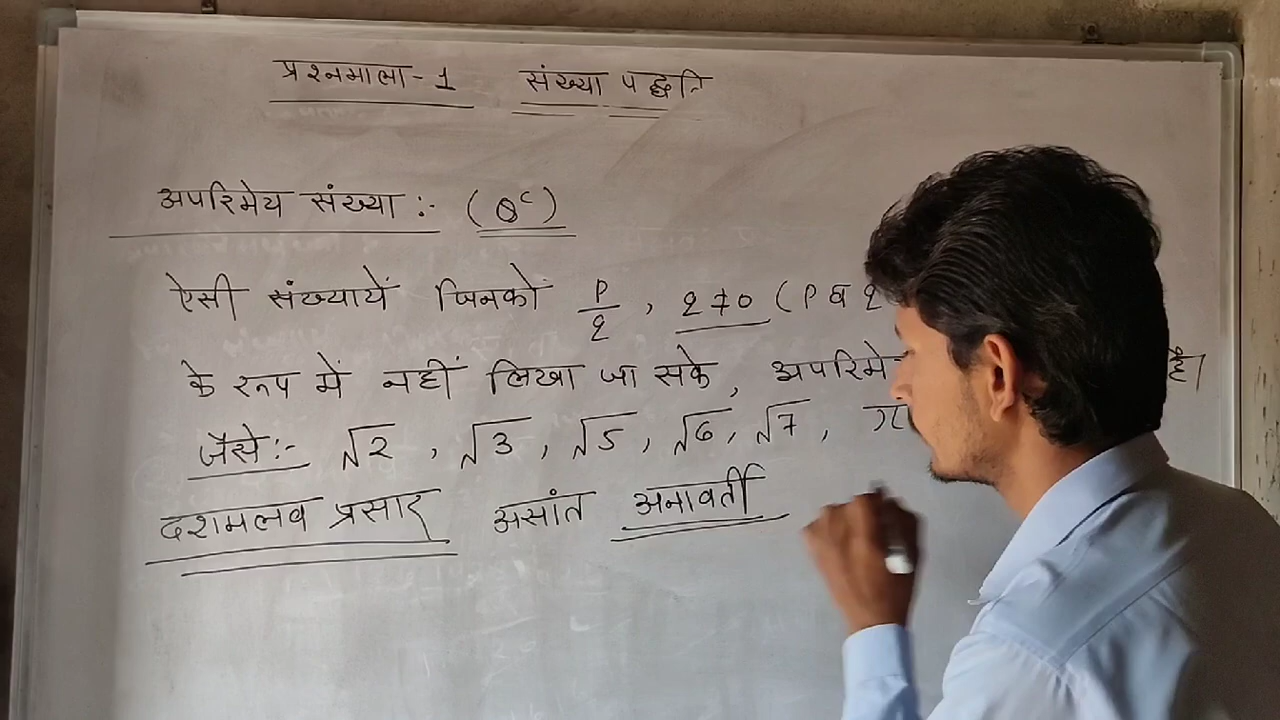 प्रश्नमाला-1 संख्या पद्धति
अपरिमेय संख्या :- (Q^c)
ऐसी संख्यायें जिनको p/q , q≠0 (p व q
के रूप में नहीं लिखा जा सके, अपरिमे है।
जैसे:- √2 , √3 , √5 , √6 , √7 , π
दशमलव प्रसार असांत अनावर्ती